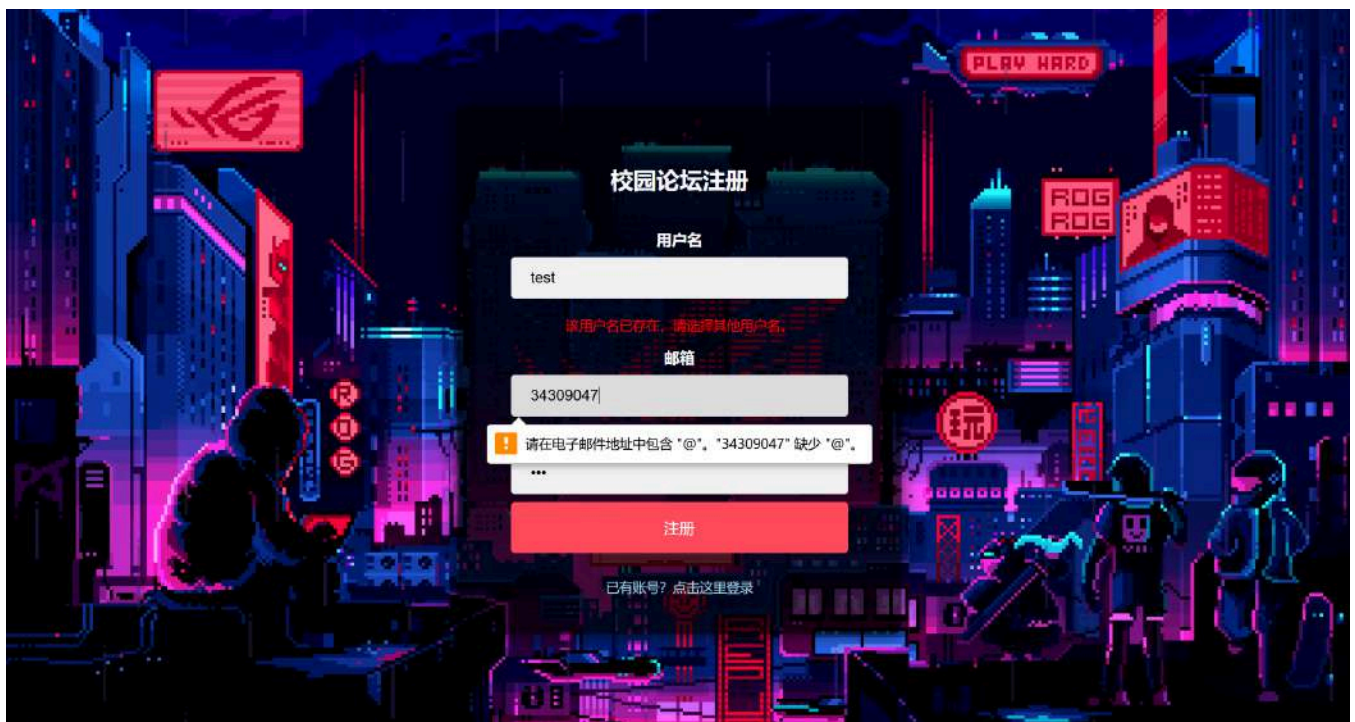 PLAY HARD
ROG
ROG
校园论坛注册
用户名
test
该用户名已存在，请选择其他用户名。
邮箱
34309047
请在电子邮件地址中包含 "@"。"34309047" 缺少 "@"。
•••
注册
已有账号？点击这里登录
R
O
G
玩